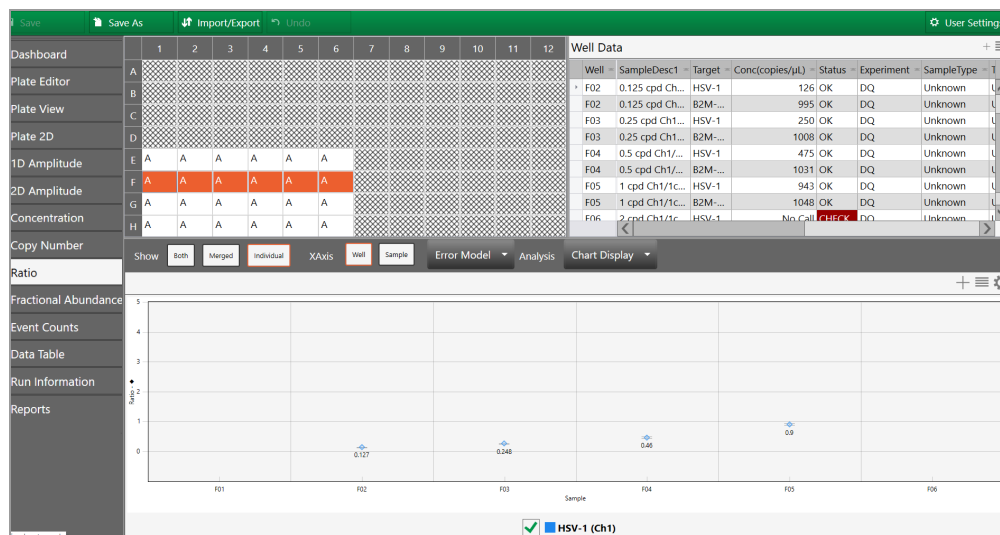 Save Save As Import/Export Undo User Settings
Dashboard
Plate Editor
Plate View
Plate 2D
1D Amplitude
2D Amplitude
Concentration
Copy Number
Ratio
Fractional Abundance
Event Counts
Data Table
Run Information
Reports
1 2 3 4 5 6 7 8 9 10 11 12
A
B
C
D
E A A A A A A
F A A A A A A
G A A A A A A
H A A A A A A
Well Data
Well SampleDesc1 Target Conc(copies/µL) Status Experiment SampleType T
F02 0.125 cpd Ch... HSV-1 126 OK DQ Unknown
F02 0.125 cpd Ch... B2M-... 995 OK DQ Unknown
F03 0.25 cpd Ch1... HSV-1 250 OK DQ Unknown
F03 0.25 cpd Ch1... B2M-... 1008 OK DQ Unknown
F04 0.5 cpd Ch1/... HSV-1 475 OK DQ Unknown
F04 0.5 cpd Ch1/... B2M-... 1031 OK DQ Unknown
F05 1 cpd Ch1/1c... HSV-1 943 OK DQ Unknown
F05 1 cpd Ch1/1c... B2M-... 1048 OK DQ Unknown
F06 2 cpd Ch1/1c... HSV-1 No Call CHECK DQ Unknown
Show Both Merged Individual XAxis Well Sample Error Model Analysis Chart Display
5
4
3
2
1
0
Ratio
0.127
0.248
0.46
0.9
F01 F02 F03 F04 F05 F06
Sample
HSV-1 (Ch1)